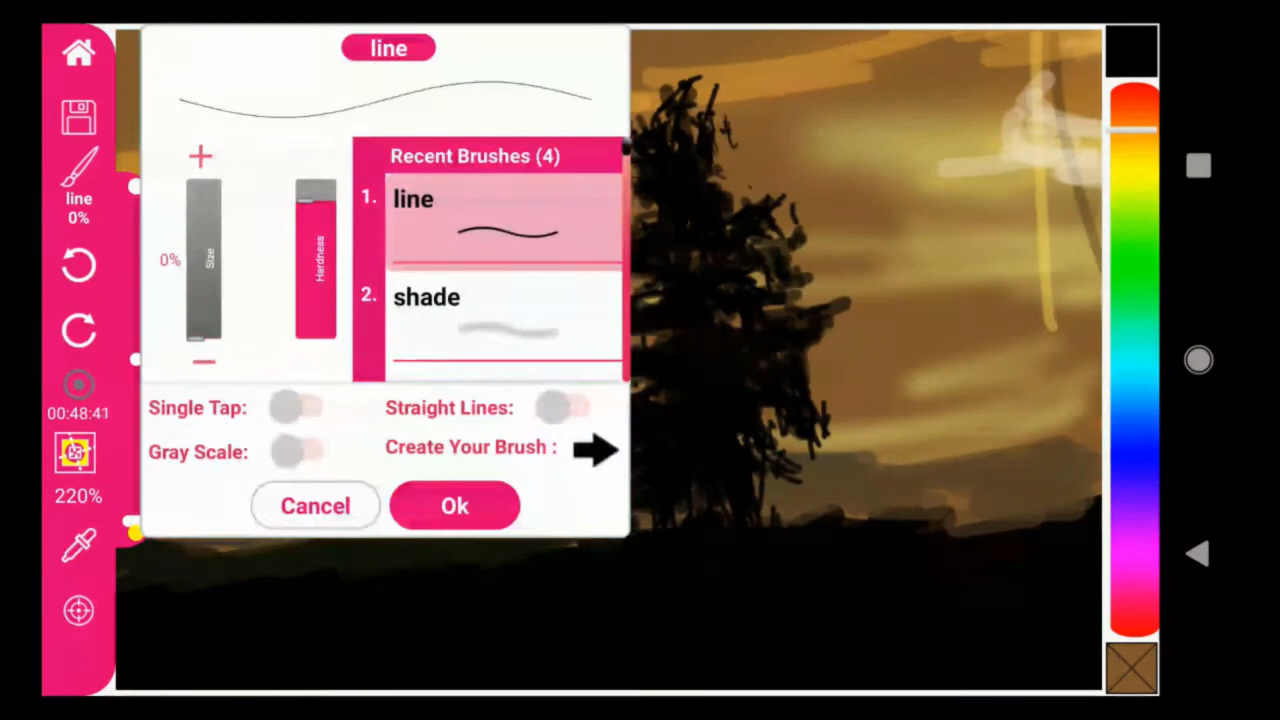 line
Recent Brushes (4)
1.
line
line
0%
0%
Size
Hardness
2.
shade
00:48:41
Single Tap:
Straight Lines:
Gray Scale:
Create Your Brush :
220%
Cancel
Ok